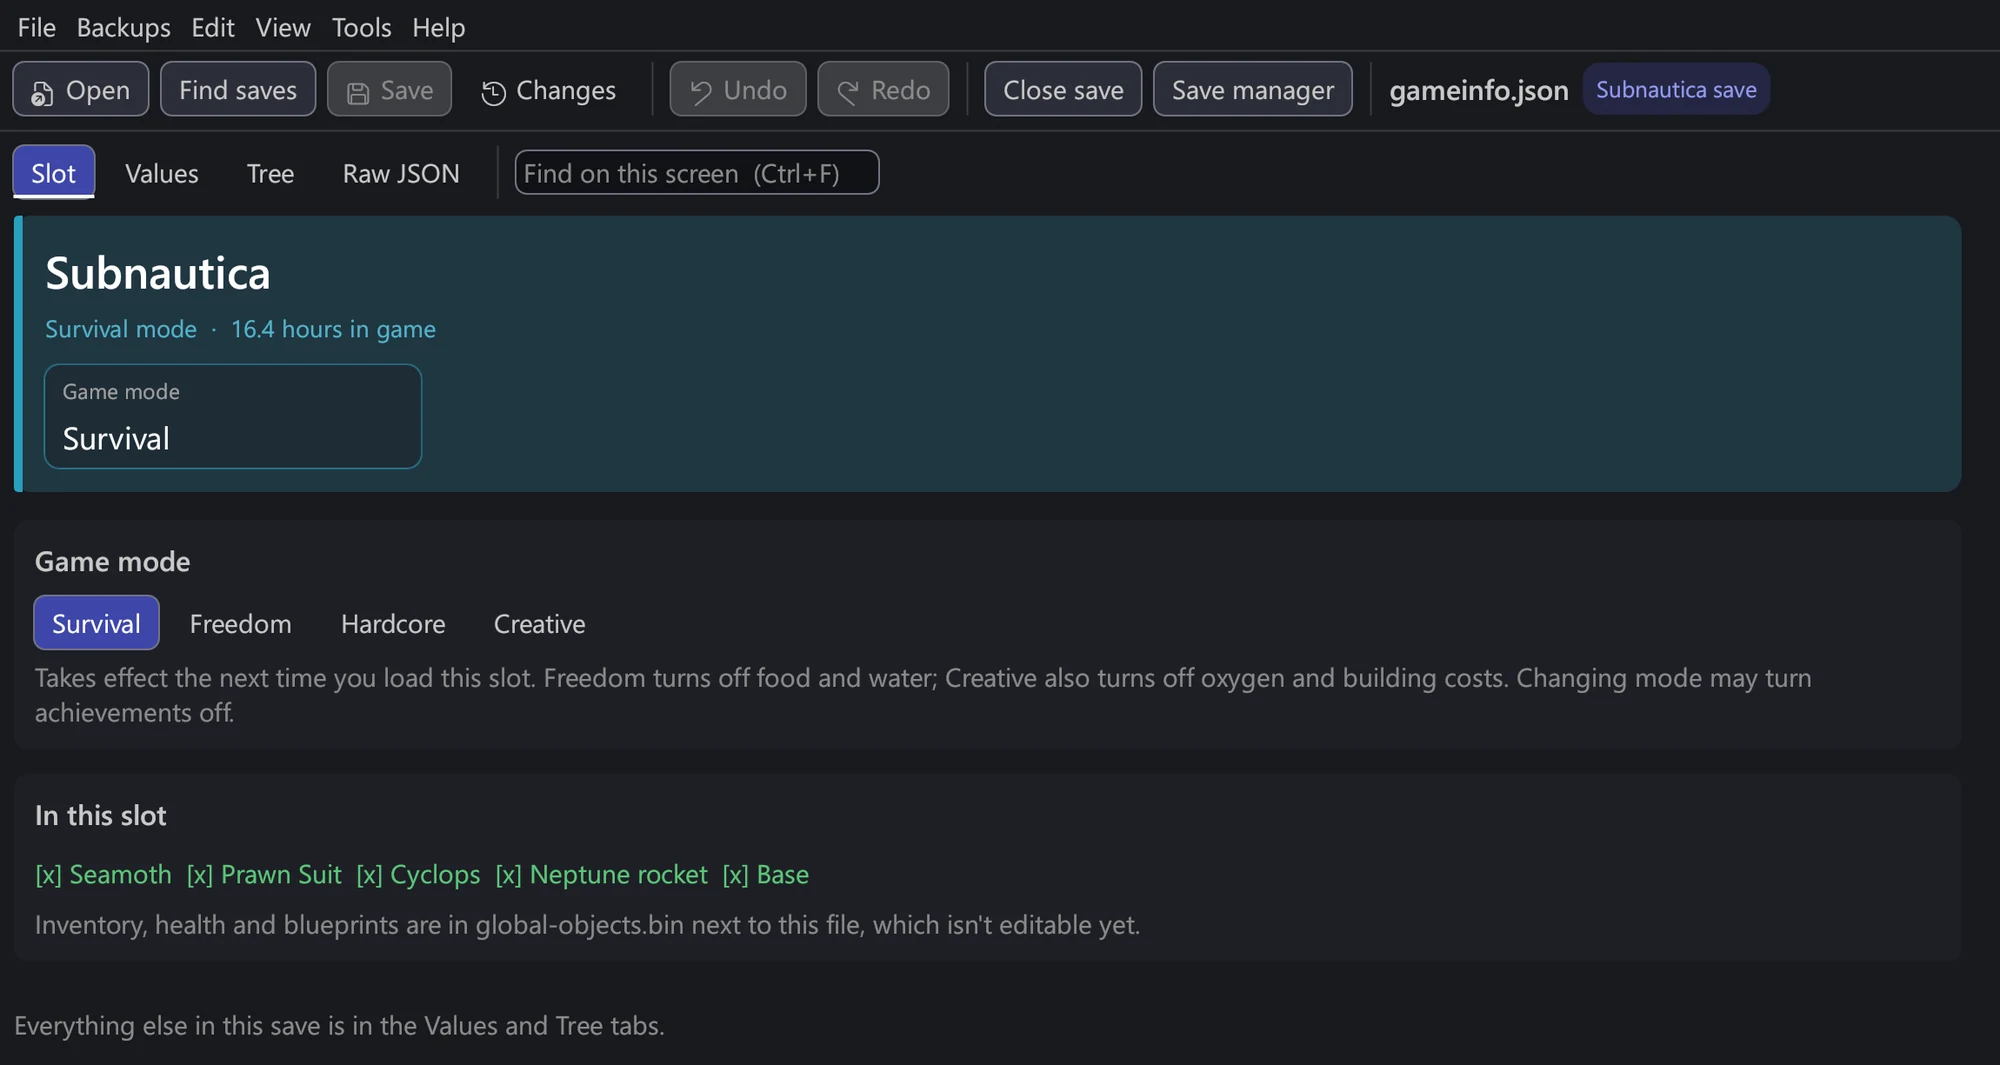 File Backups Edit View Tools Help
Open Find saves Save Changes Undo Redo Close save Save manager gameinfo.json Subnautica save
Slot Values Tree Raw JSON Find on this screen (Ctrl+F)
Subnautica
Survival mode · 16.4 hours in game
Game mode
Survival
Game mode
Survival Freedom Hardcore Creative
Takes effect the next time you load this slot. Freedom turns off food and water; Creative also turns off oxygen and building costs. Changing mode may turn
achievements off.
In this slot
[x] Seamoth [x] Prawn Suit [x] Cyclops [x] Neptune rocket [x] Base
Inventory, health and blueprints are in global-objects.bin next to this file, which isn't editable yet.
Everything else in this save is in the Values and Tree tabs.